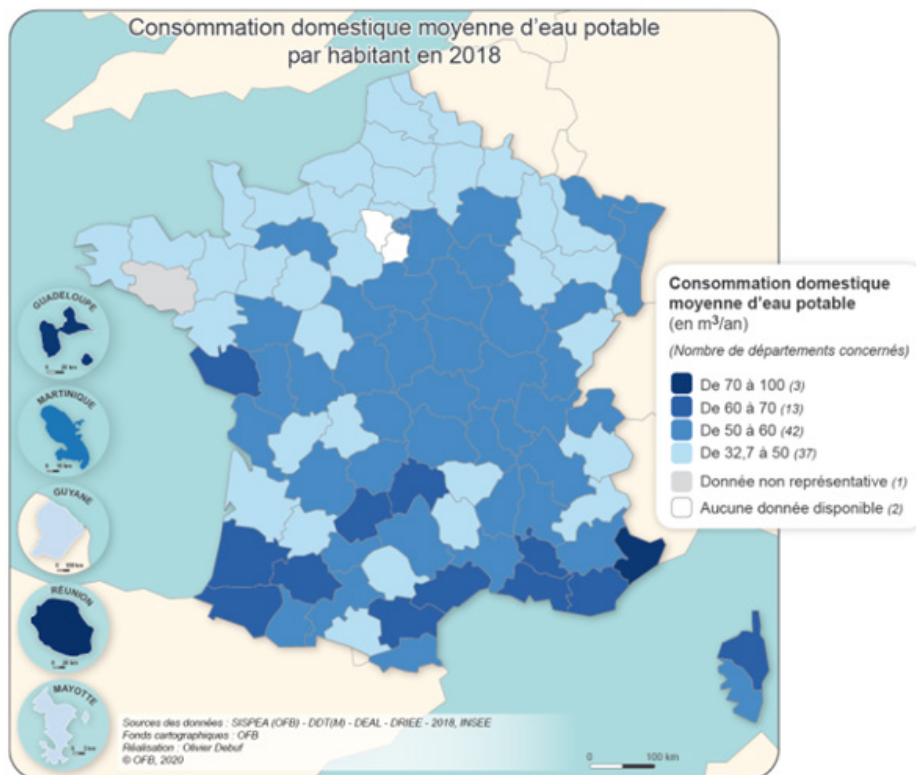 Consommation domestique moyenne d'eau potable
par habitant en 2018
GUADELOUPE
MARTINIQUE
GUYANE
100 km
RÉUNION
MAYOTTE
Consommation domestique
moyenne d'eau potable
(en m³/an)
(Nombre de départements concernés)
De 70 à 100 (3)
De 60 à 70 (13)
De 50 à 60 (42)
De 32,7 à 50 (37)
Donnée non représentative (1)
Aucune donnée disponible (2)
Sources des données : SISPEA (OFB) - DDT(M) - DEAL - DRIEE - 2018, INSEE
Fonds cartographiques : OFB
Réalisation : Olivier Debuf
© OFB, 2020
0 100 km